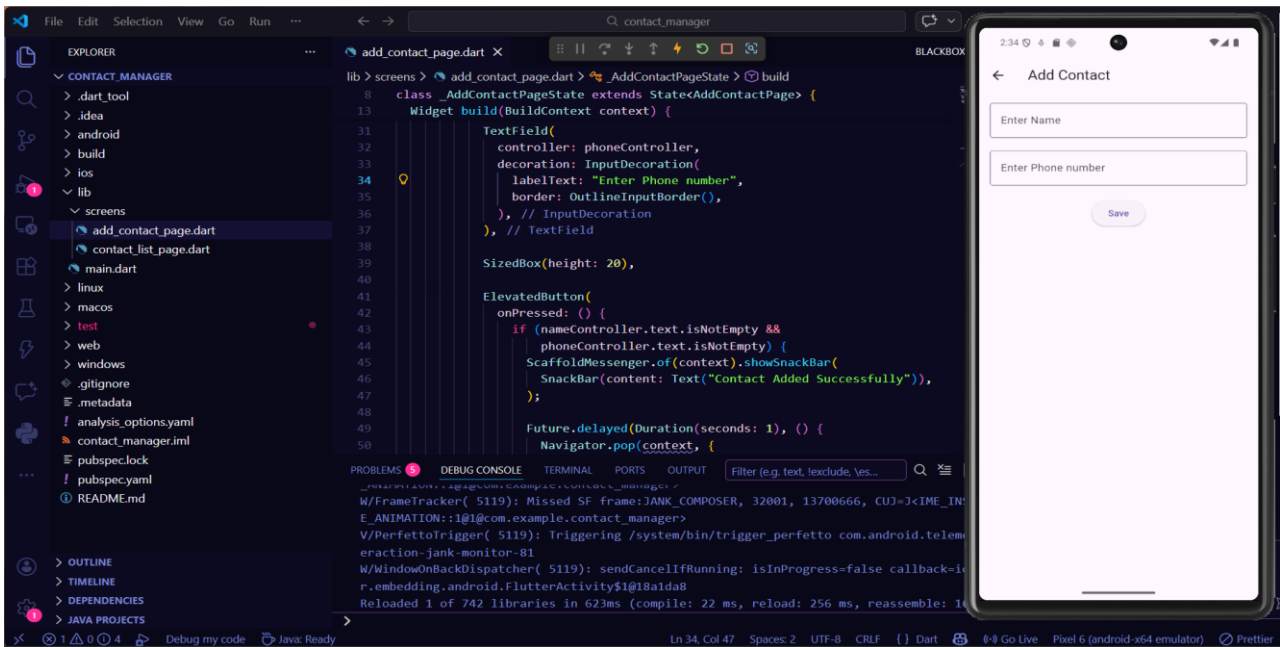 File Edit Selection View Go Run ···
contact_manager
EXPLORER ···
CONTACT_MANAGER
.dart_tool
.idea
android
build
ios
lib
screens
add_contact_page.dart
contact_list_page.dart
main.dart
linux
macos
test
web
windows
.gitignore
.metadata
analysis_options.yaml
contact_manager.iml
pubspec.lock
pubspec.yaml
README.md
OUTLINE
TIMELINE
DEPENDENCIES
JAVA PROJECTS
1
1
add_contact_page.dart
BLACKBOX
lib > screens > add_contact_page.dart > _AddContactPageState > build
8 class _AddContactPageState extends State<AddContactPage> {
13 Widget build(BuildContext context) {
31 TextField(
32 controller: phoneController,
33 decoration: InputDecoration(
34 labelText: "Enter Phone number",
35 border: OutlineInputBorder(),
36 ), // InputDecoration
37 ), // TextField
38
39 SizedBox(height: 20),
40
41 ElevatedButton(
42 onPressed: () {
43 if (nameController.text.isNotEmpty &&
44 phoneController.text.isNotEmpty) {
45 ScaffoldMessenger.of(context).showSnackBar(
46 SnackBar(content: Text("Contact Added Successfully")),
47 );
48
49 Future.delayed(Duration(seconds: 1), () {
50 Navigator.pop(context, {
PROBLEMS 5 DEBUG CONSOLE TERMINAL PORTS OUTPUT Filter (e.g. text, !exclude, \es...
W/FrameTracker( 5119): Missed SF frame:JANK_COMPOSER, 32001, 13700666, CUJ=J<IME_INS
E_ANIMATION::1@1@com.example.contact_manager>
V/PerfettoTrigger( 5119): Triggering /system/bin/trigger_perfetto com.android.teleme
eraction-jank-monitor-81
W/WindowOnBackDispatcher( 5119): sendCancelIfRunning: isInProgress=false callback=i
r.embedding.android.FlutterActivity$1@18a1da8
Reloaded 1 of 742 libraries in 623ms (compile: 22 ms, reload: 256 ms, reassemble: 1
>
1 0 4 Debug my code Java: Ready
Ln 34, Col 47 Spaces: 2 UTF-8 CRLF {} Dart Go Live Pixel 6 (android-x64 emulator) Prettier
2:34
Add Contact
Enter Name
Enter Phone number
Save